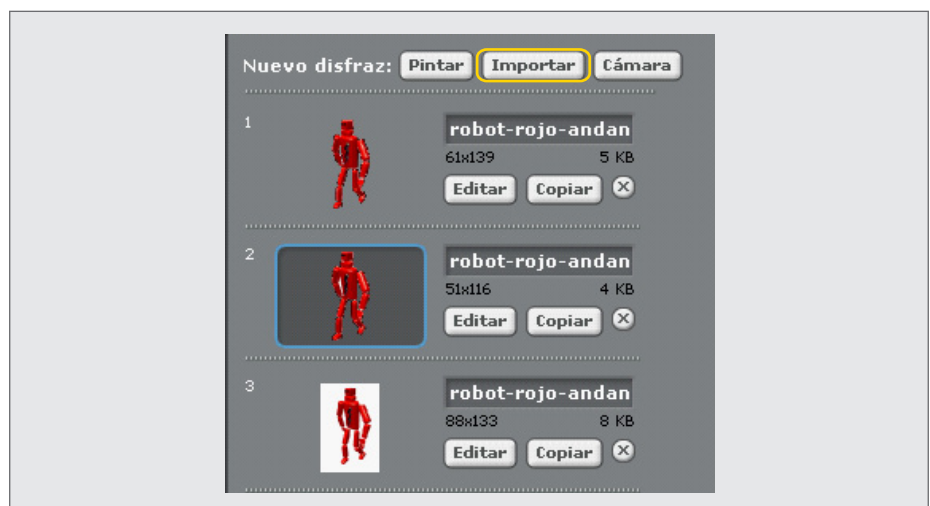 Nuevo disfraz: Pintar Importar Cámara
1
robot-rojo-andan
61x139 5 KB
Editar Copiar
2
robot-rojo-andan
51x116 4 KB
Editar Copiar
3
robot-rojo-andan
88x133 8 KB
Editar Copiar